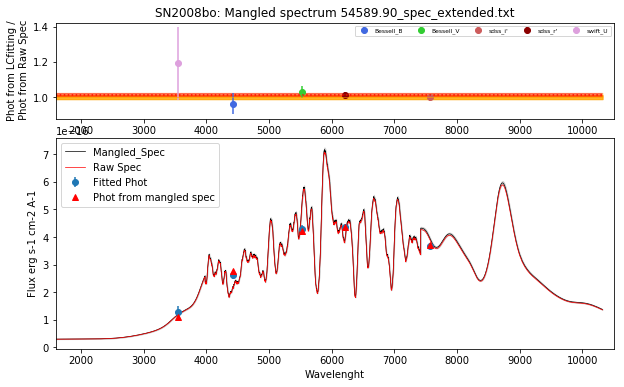 SN2008bo: Mangled spectrum 54589.90_spec_extended.txt
Phot from LCfitting /
Phot from Raw Spec
1.4
1.2
1.0
Bessell_B
Bessell_V
sdss_i'
sdss_r'
swift_U
2000 3000 4000 5000 6000 7000 8000 9000 10000
1e−16
Flux erg s-1 cm-2 A-1
7
6
5
4
3
2
1
0
Mangled_Spec
Raw Spec
Fitted Phot
Phot from mangled spec
2000 3000 4000 5000 6000 7000 8000 9000 10000
Wavelenght